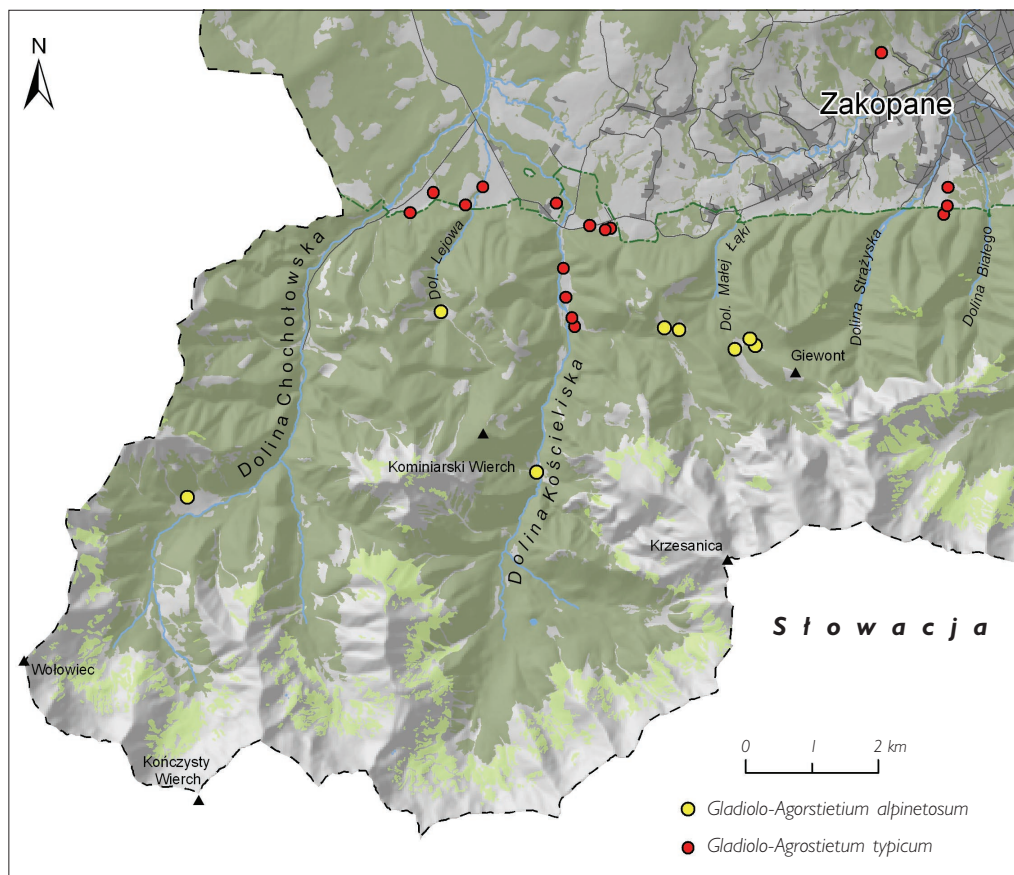 N
Zakopane
Dolina Chochołowska
Dol. Lejowa
Dol. Małej Łąki
Dolina Strążyska
Dolina Białego
Giewont
Kominiarski Wierch
Dolina Kościeliska
Krzesanica
Słowacja
Wołowiec
Kończysty
Wierch
0 1 2 km
Gladiolo-Agorstietium alpinetosum
Gladiolo-Agrostietum typicum